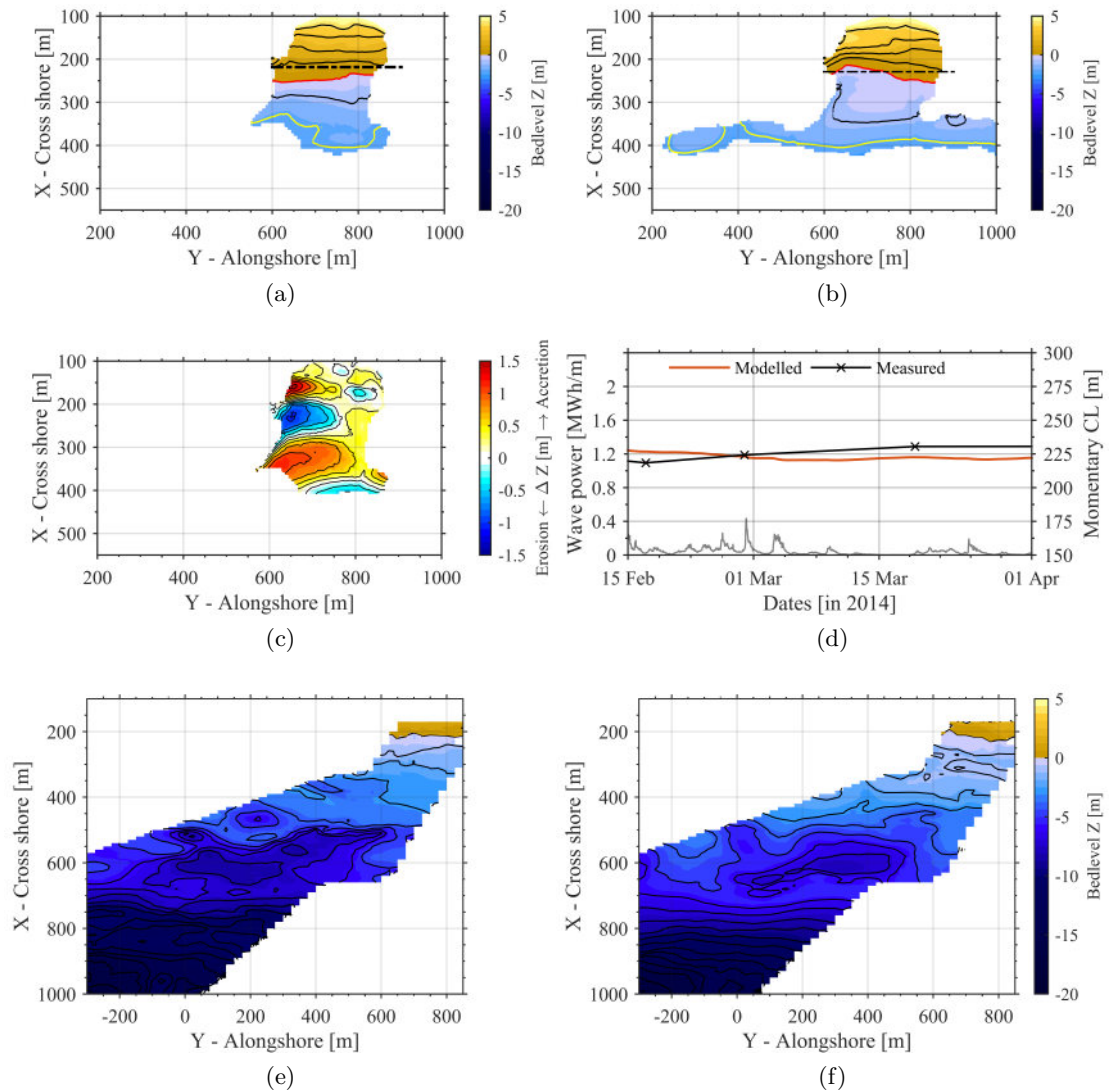 100
200
300
400
500
X - Cross shore [m]
200 400 600 800 1000
Y - Alongshore [m]
5
0
-5
-10
-15
-20
Bedlevel Z [m]
(a)
100
200
300
400
500
X - Cross shore [m]
200 400 600 800 1000
Y - Alongshore [m]
5
0
-5
-10
-15
-20
Bedlevel Z [m]
(b)
100
200
300
400
500
X - Cross shore [m]
200 400 600 800 1000
Y - Alongshore [m]
1.5
1
0.5
0
-0.5
-1
-1.5
Erosion ← Δ Z [m] → Accretion
(c)
Modelled Measured
2
1.6
1.2
0.8
0.4
0
Wave power [MWh/m]
300
275
250
225
200
175
150
Momentary CL [m]
15 Feb 01 Mar 15 Mar 01 Apr
Dates [in 2014]
(d)
200
400
600
800
1000
X - Cross shore [m]
-200 0 200 400 600 800
Y - Alongshore [m]
(e)
200
400
600
800
1000
X - Cross shore [m]
-200 0 200 400 600 800
Y - Alongshore [m]
5
0
-5
-10
-15
-20
Bedlevel Z [m]
(f)